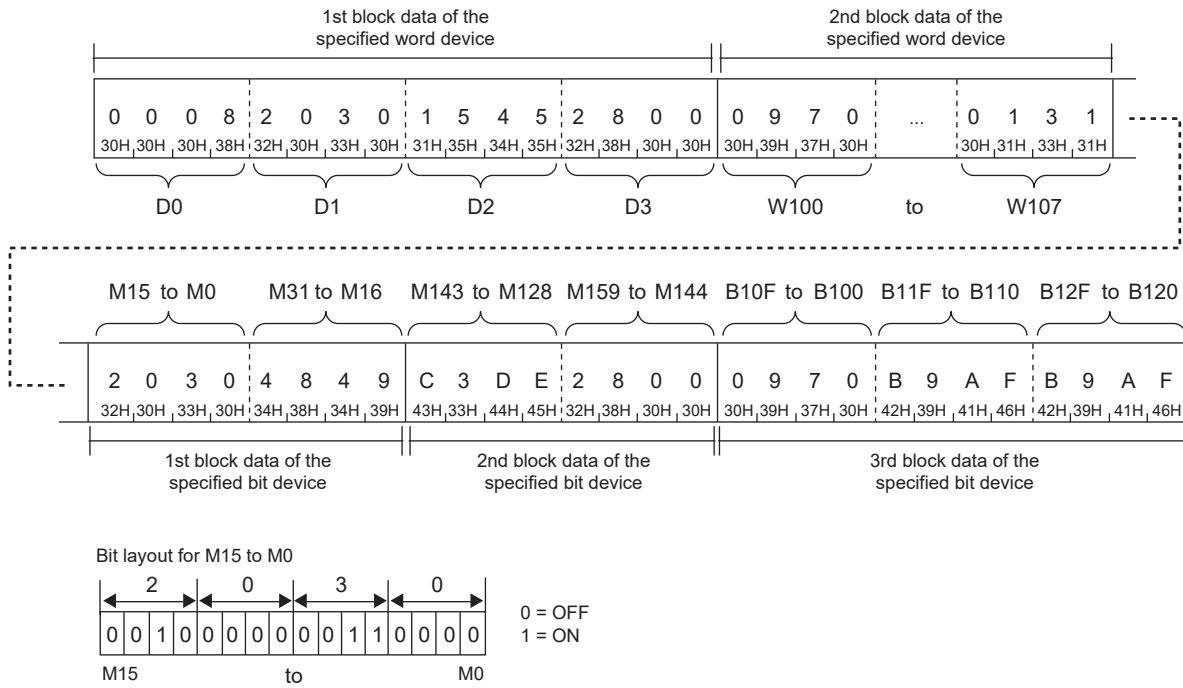 1st block data of the specified word device
2nd block data of the specified word device
0 0 0 8 2 0 3 0 1 5 4 5 2 8 0 0 0 9 7 0 ... 0 1 3 1
30H 30H 30H 38H 32H 30H 33H 30H 31H 35H 34H 35H 32H 38H 30H 30H 30H 39H 37H 30H 30H 31H 33H 31H
D0 D1 D2 D3 W100 to W107
M15 to M0 M31 to M16 M143 to M128 M159 to M144 B10F to B100 B11F to B110 B12F to B120
2 0 3 0 4 8 4 9 C 3 D E 2 8 0 0 0 9 7 0 B 9 A F B 9 A F
32H 30H 33H 30H 34H 38H 34H 39H 43H 33H 44H 45H 32H 38H 30H 30H 30H 39H 37H 30H 42H 39H 41H 46H 42H 39H 41H 46H
1st block data of the specified bit device
2nd block data of the specified bit device
3rd block data of the specified bit device
Bit layout for M15 to M0
2 0 3 0
0 0 1 0 0 0 0 0 0 0 1 1 0 0 0 0
M15 to M0
0 = OFF
1 = ON